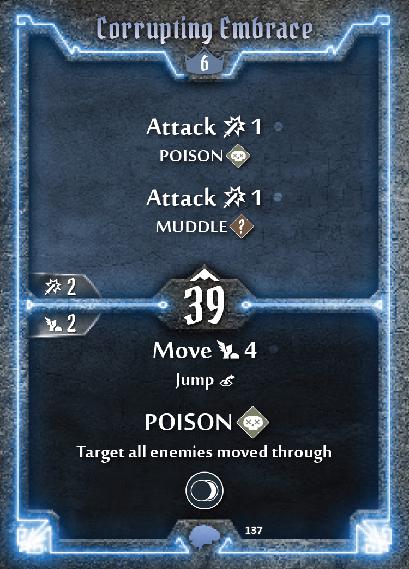 Corrupting Embrace
6
Attack 1
POISON
Attack 1
MUDDLE ?
2
39
2
Move 4
Jump
POISON
Target all enemies moved through
137